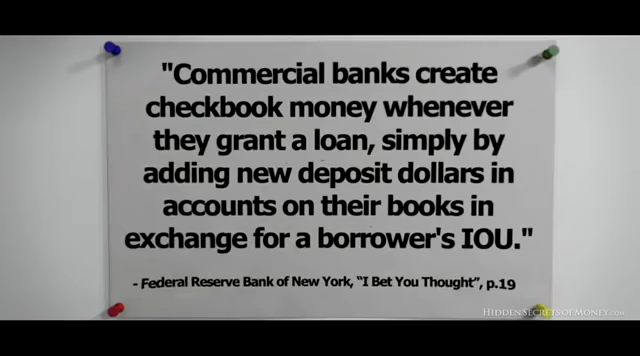 "Commercial banks create
checkbook money whenever
they grant a loan, simply by
adding new deposit dollars in
accounts on their books in
exchange for a borrower's IOU."
- Federal Reserve Bank of New York, "I Bet You Thought", p.19
HIDDENSECRETSOFMONEY.COM